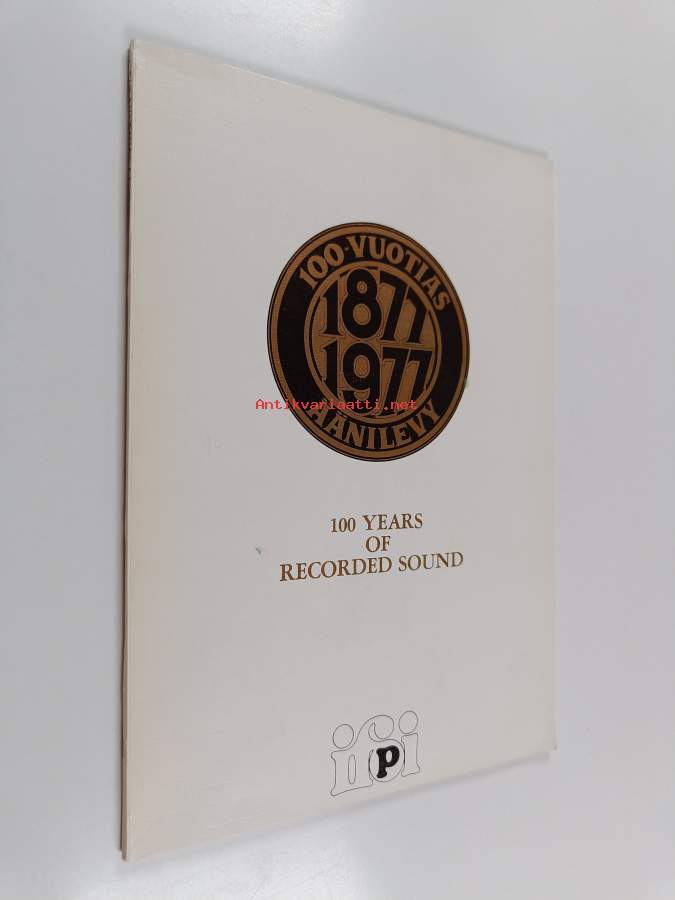 100-VUOTIAS
1877
1977
ÄÄNILEVY
Antikvariaatti.net
100 YEARS
OF
RECORDED SOUND
ifpi